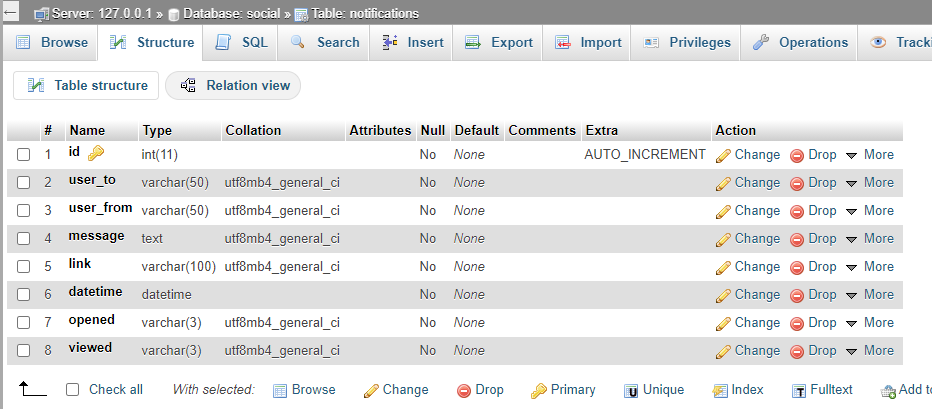 Server: 127.0.0.1 » Database: social » Table: notifications
Browse Structure SQL Search Insert Export Import Privileges Operations
Table structure Relation view
# Name Type Collation Attributes Null Default Comments Extra Action
1 id int(11) No None AUTO_INCREMENT Change Drop More
2 user_to varchar(50) utf8mb4_general_ci No None Change Drop More
3 user_from varchar(50) utf8mb4_general_ci No None Change Drop More
4 message text utf8mb4_general_ci No None Change Drop More
5 link varchar(100) utf8mb4_general_ci No None Change Drop More
6 datetime datetime No None Change Drop More
7 opened varchar(3) utf8mb4_general_ci No None Change Drop More
8 viewed varchar(3) utf8mb4_general_ci No None Change Drop More
Check all With selected: Browse Change Drop Primary Unique Index Fulltext Add